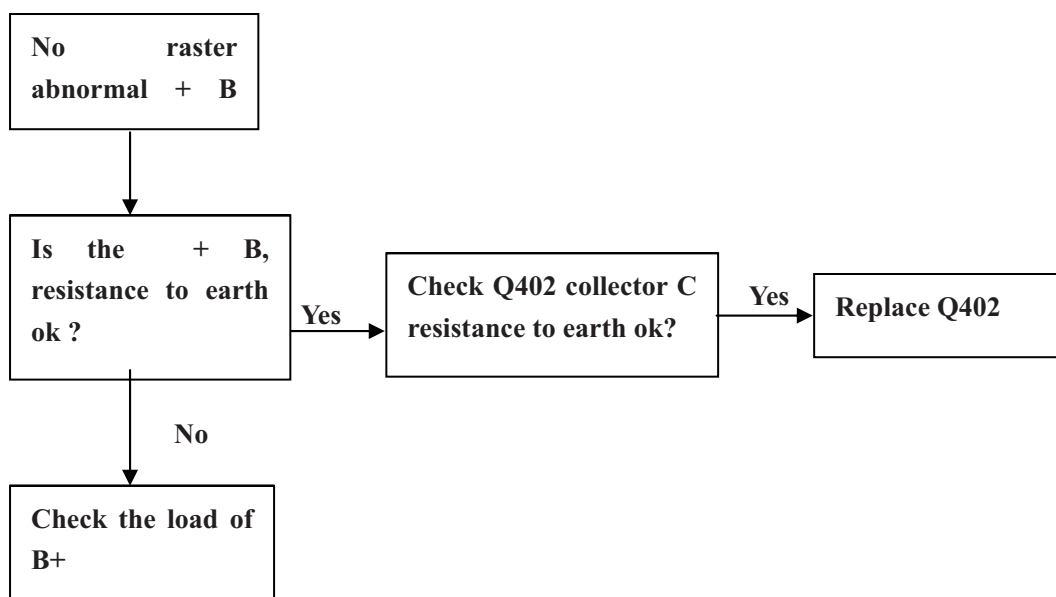 No raster
abnormal + B
Is the + B,
resistance to earth
ok ?
Yes
Check Q402 collector C
resistance to earth ok?
Yes
Replace Q402
No
Check the load of
B+